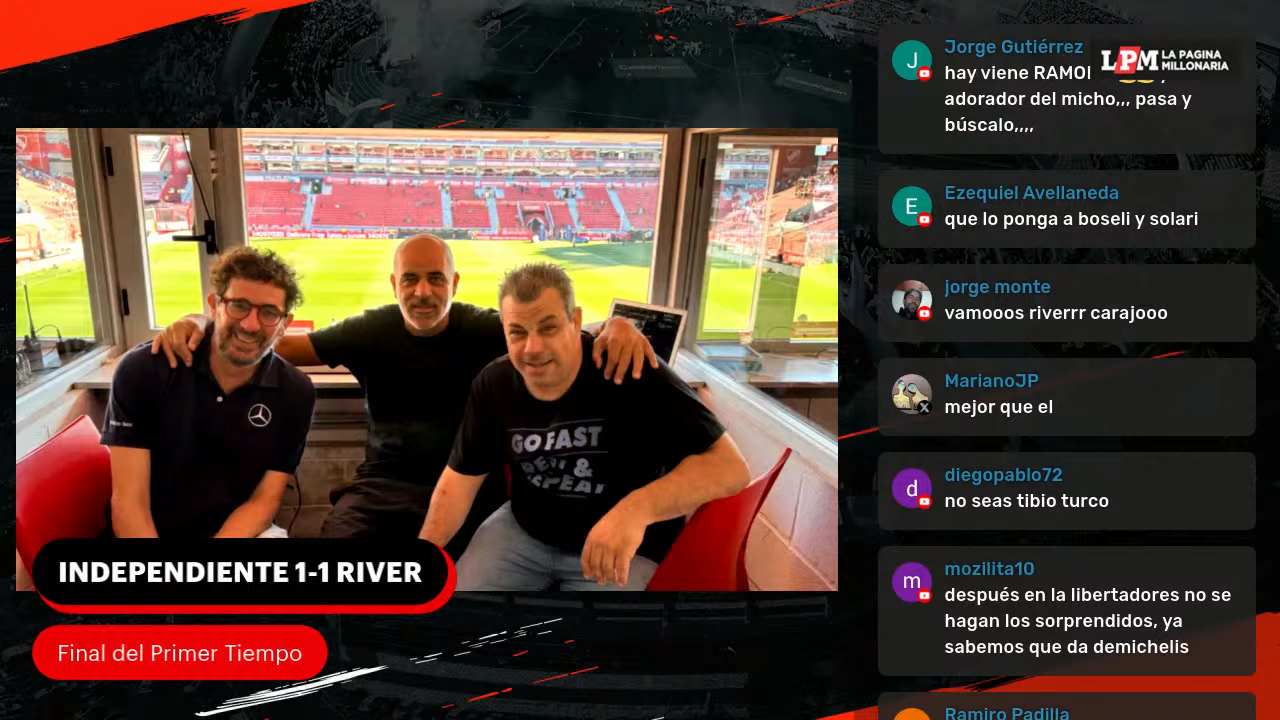 GO FAST
& 
REPEAT
INDEPENDIENTE 1-1 RIVER
Final del Primer Tiempo
LPM LA PAGINA
MILLONARIA
Jorge Gutiérrez
hay viene
adorador del micho,,, pasa y
búscalo,,,,
Ezequiel Avellaneda
que lo ponga a boseli y solari
jorge monte
vamooos riverrr carajooo
MarianoJP
mejor que el
diegopablo72
no seas tibio turco
mozilita10
después en la libertadores no se
hagan los sorprendidos, ya
sabemos que da demichelis
Ramiro Padilla